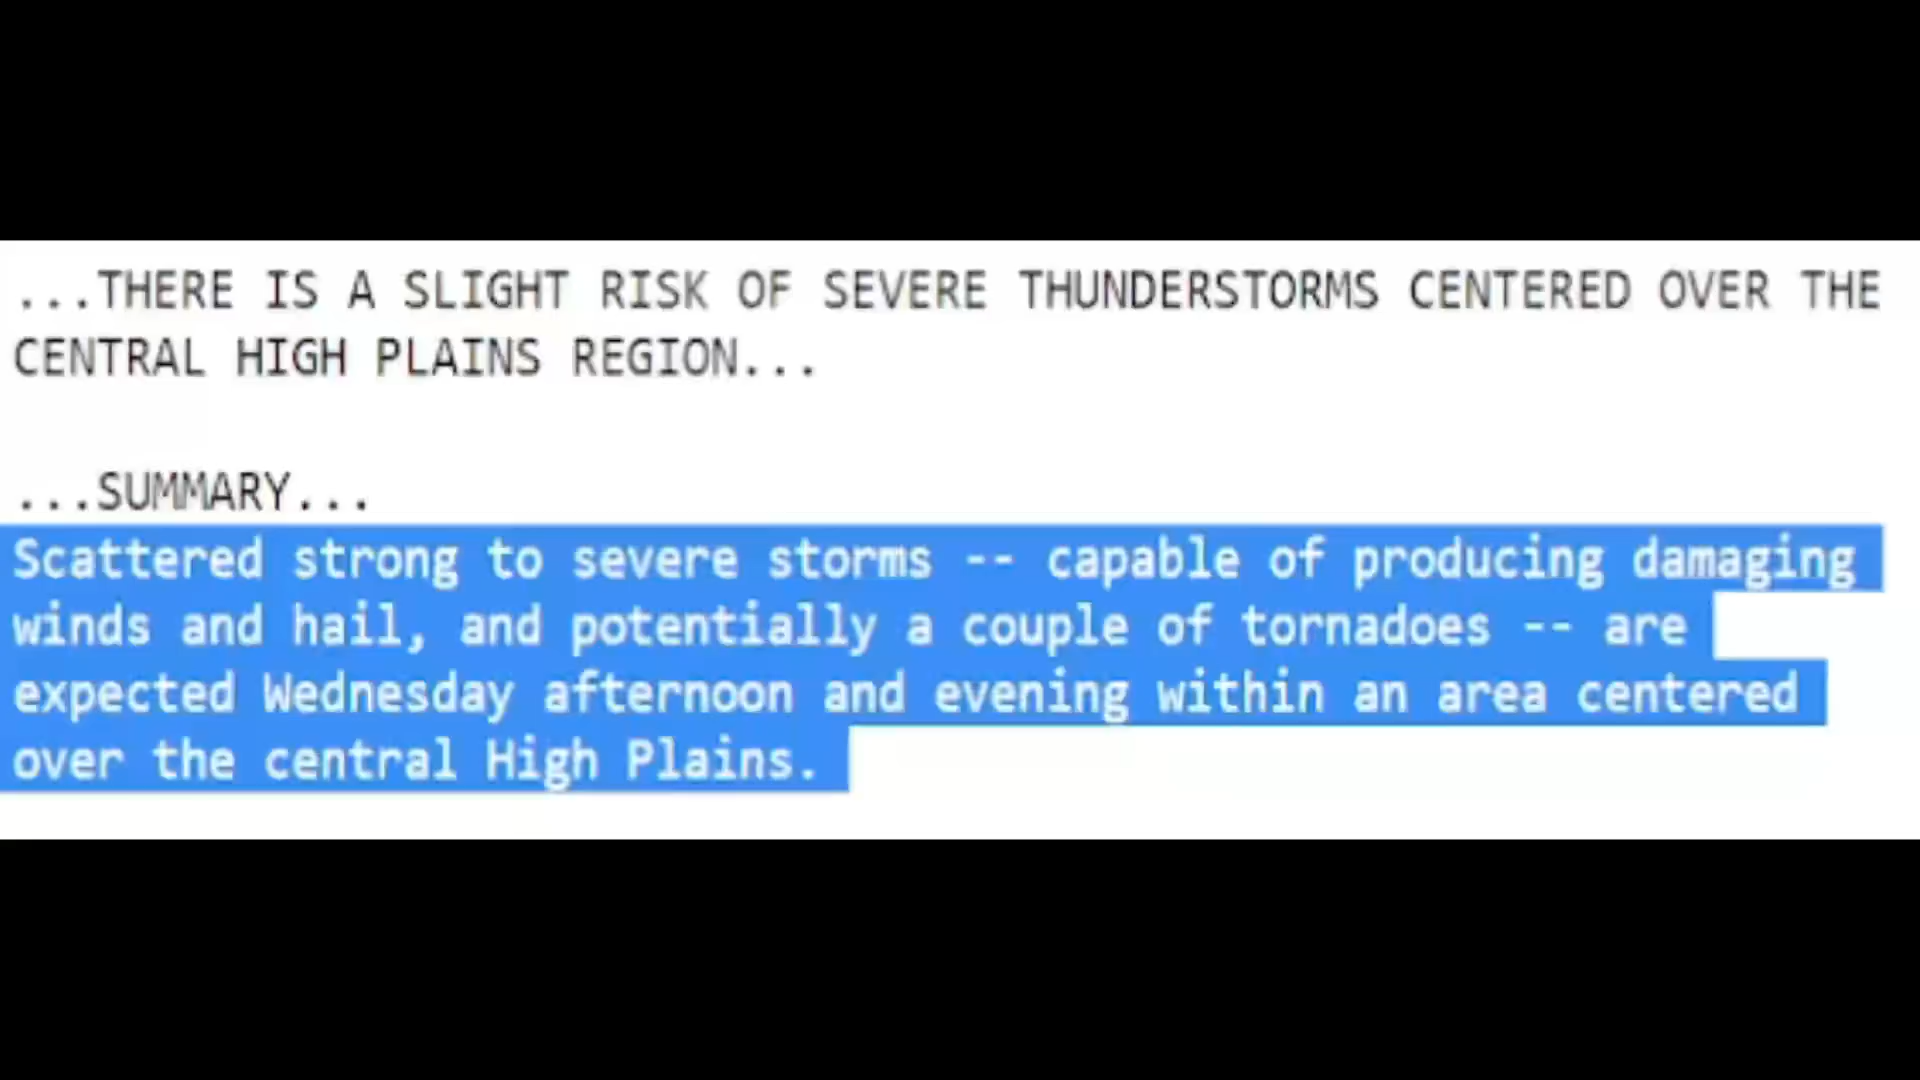 ...THERE IS A SLIGHT RISK OF SEVERE THUNDERSTORMS CENTERED OVER THE
CENTRAL HIGH PLAINS REGION...
...SUMMARY...
Scattered strong to severe storms -- capable of producing damaging
winds and hail, and potentially a couple of tornadoes -- are
expected Wednesday afternoon and evening within an area centered
over the central High Plains.